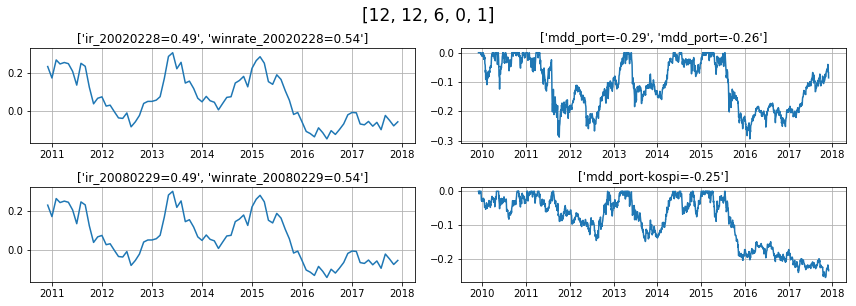 [12, 12, 6, 0, 1]
['ir_20020228=0.49', 'winrate_20020228=0.54']
0.2
0.0
2011 2012 2013 2014 2015 2016 2017 2018
['mdd_port=-0.29', 'mdd_port=-0.26']
0.0
−0.1
−0.2
−0.3
2010 2011 2012 2013 2014 2015 2016 2017 2018
['ir_20080229=0.49', 'winrate_20080229=0.54']
0.2
0.0
2011 2012 2013 2014 2015 2016 2017 2018
['mdd_port-kospi=-0.25']
0.0
−0.1
−0.2
2010 2011 2012 2013 2014 2015 2016 2017 2018